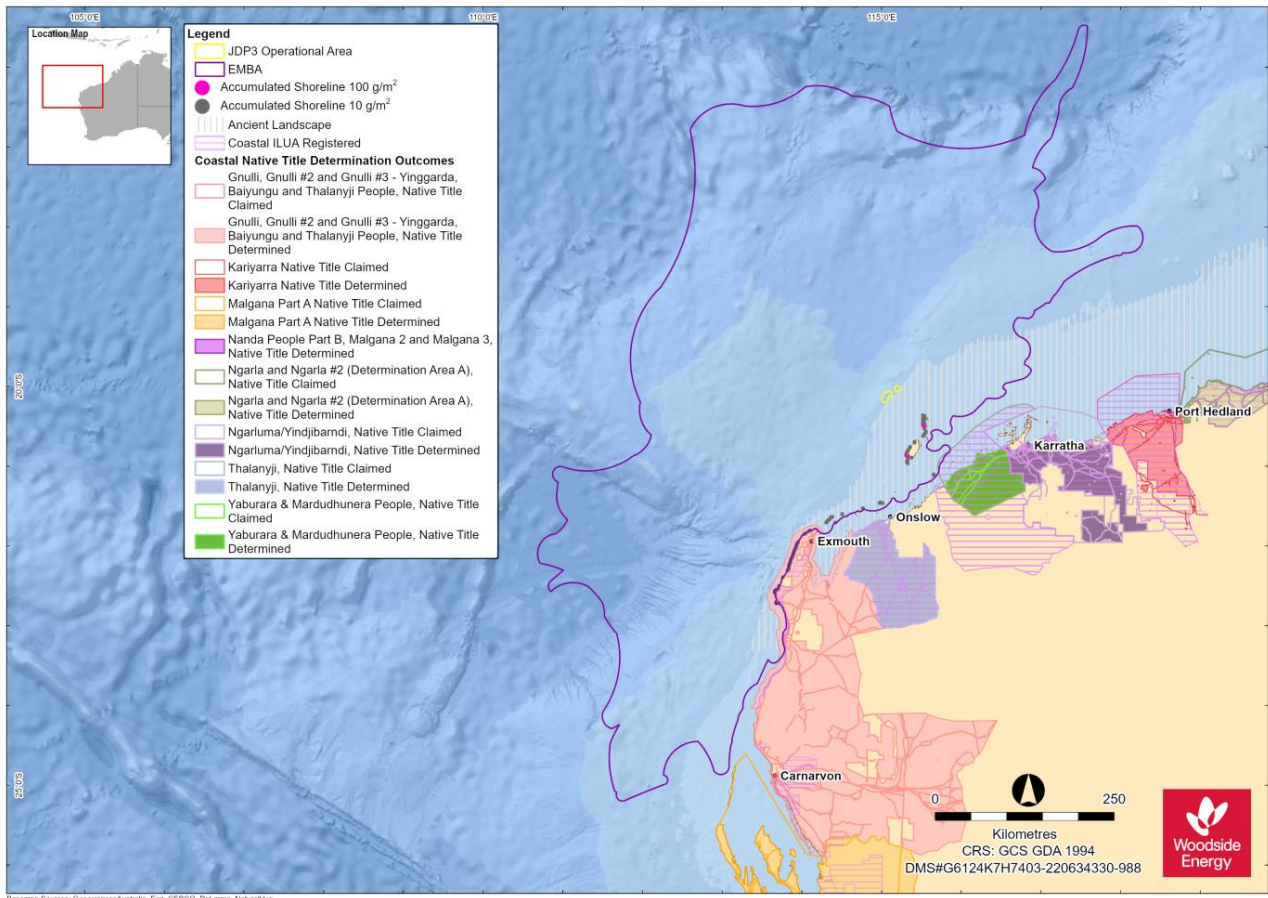 105°0'E
110°0'E
115°0'E
Location Map
Legend
JDP3 Operational Area
EMBA
Accumulated Shoreline 100 g/m²
Accumulated Shoreline 10 g/m²
Ancient Landscape
Coastal ILUA Registered
Coastal Native Title Determination Outcomes
Gnulli, Gnulli #2 and Gnulli #3 - Yinggarda,
Baiyungu and Thalanyji People, Native Title
Claimed
Gnulli, Gnulli #2 and Gnulli #3 - Yinggarda,
Baiyungu and Thalanyji People, Native Title
Determined
Kariyarra Native Title Claimed
Kariyarra Native Title Determined
Malgana Part A Native Title Claimed
Malgana Part A Native Title Determined
Nanda People Part B, Malgana 2 and Malgana 3,
Native Title Determined
Ngarla and Ngarla #2 (Determination Area A),
Native Title Claimed
Ngarla and Ngarla #2 (Determination Area A),
Native Title Determined
Ngarluma/Yindjibarndi, Native Title Claimed
Ngarluma/Yindjibarndi, Native Title Determined
Thalanyji, Native Title Claimed
Thalanyji, Native Title Determined
Yaburara & Mardudhunera People, Native Title
Claimed
Yaburara & Mardudhunera People, Native Title
Determined
20°0'S
Port Hedland
Karratha
Onslow
Exmouth
Carnarvon
25°0'S
0 250
Kilometres
CRS: GCS GDA 1994
DMS#G6124K7H7403-220634330-988
Woodside
Energy